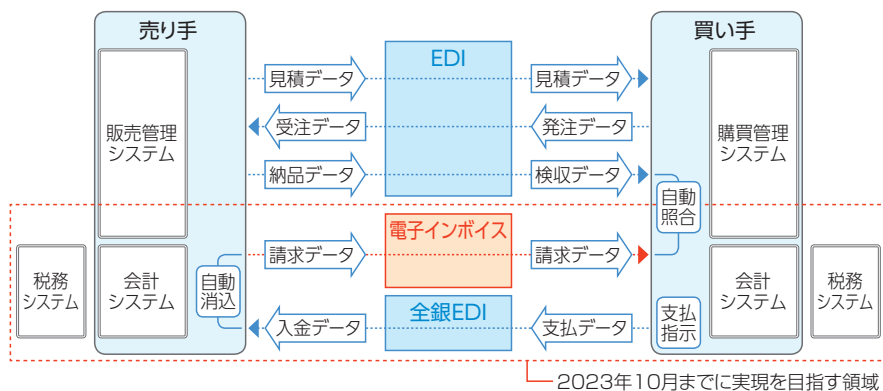 売り手
EDI
買い手
見積データ
見積データ
受注データ
発注データ
販売管理
システム
購買管理
システム
納品データ
検収データ
自動
照合
電子インボイス
請求データ
請求データ
税務
システム
会計
システム
自動
消込
会計
システム
税務
システム
全銀EDI
入金データ
支払データ
支払
指示
2023年10月までに実現を目指す領域